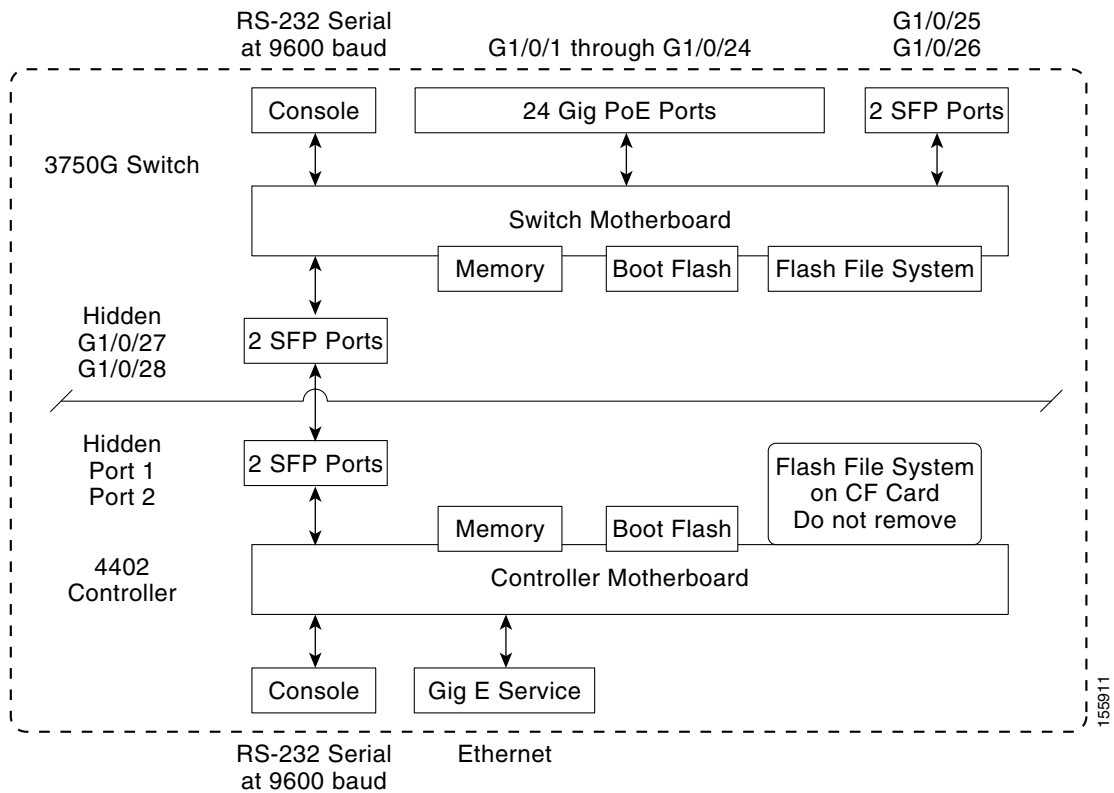 RS-232 Serial
at 9600 baud
G1/0/1 through G1/0/24
G1/0/25
G1/0/26
Console
24 Gig PoE Ports
2 SFP Ports
3750G Switch
Switch Motherboard
Memory
Boot Flash
Flash File System
Hidden
G1/0/27
G1/0/28
2 SFP Ports
Hidden
Port 1
Port 2
2 SFP Ports
Flash File System
on CF Card
Do not remove
Memory
Boot Flash
4402
Controller
Controller Motherboard
Console
Gig E Service
RS-232 Serial
at 9600 baud
Ethernet
155911